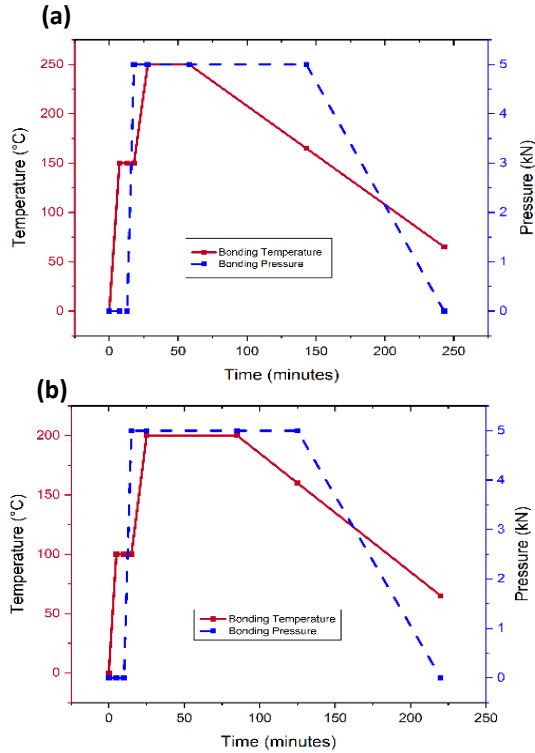 (a)
250
200
150
100
50
0
Temperature (°C)
5
4
3
2
1
0
Pressure (kN)
Bonding Temperature
Bonding Pressure
0 50 100 150 200 250
Time (minutes)
(b)
200
150
100
50
0
Temperature (°C)
5
4
3
2
1
0
Pressure (kN)
Bonding Temperature
Bonding Pressure
0 50 100 150 200
Time (minutes)